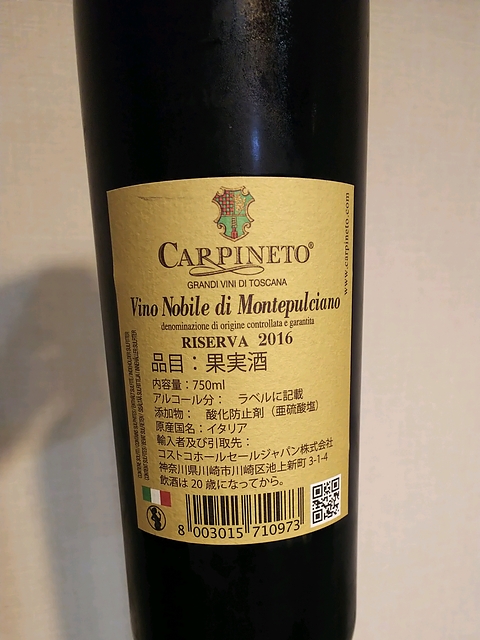 CARPINETO®
GRANDI VINI DI TOSCANA
Vino Nobile di Montepulciano
denominazione di origine controllata e garantita
RISERVA 2016
品目：果実酒
内容量：750ml
アルコール分： ラベルに記載
添加物： 酸化防止剤（亜硫酸塩）
原産国名：イタリア
輸入者及び引取先：
コストコホールセールジャパン株式会社
神奈川県川崎市川崎区池上新町 3-1-4
飲酒は 20 歳になってから。
8 003015 710973
www.carpineto.com